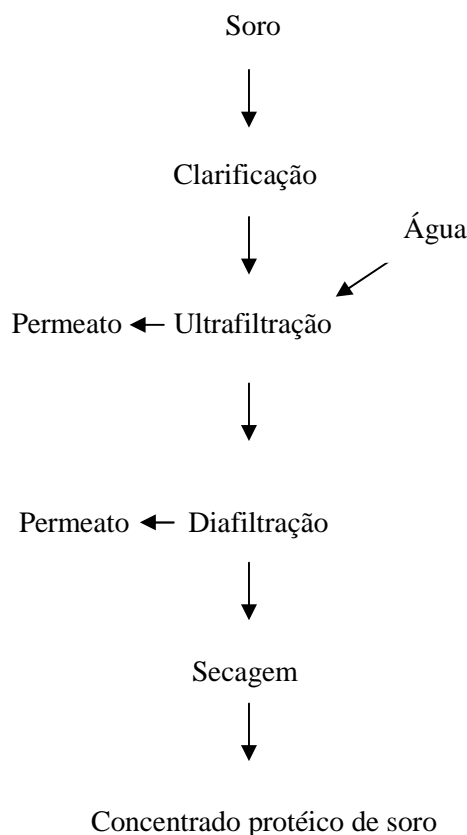 Soro
Clarificação
Água
Permeato Ultrafiltração
Permeato Diafiltração
Secagem
Concentrado protéico de soro